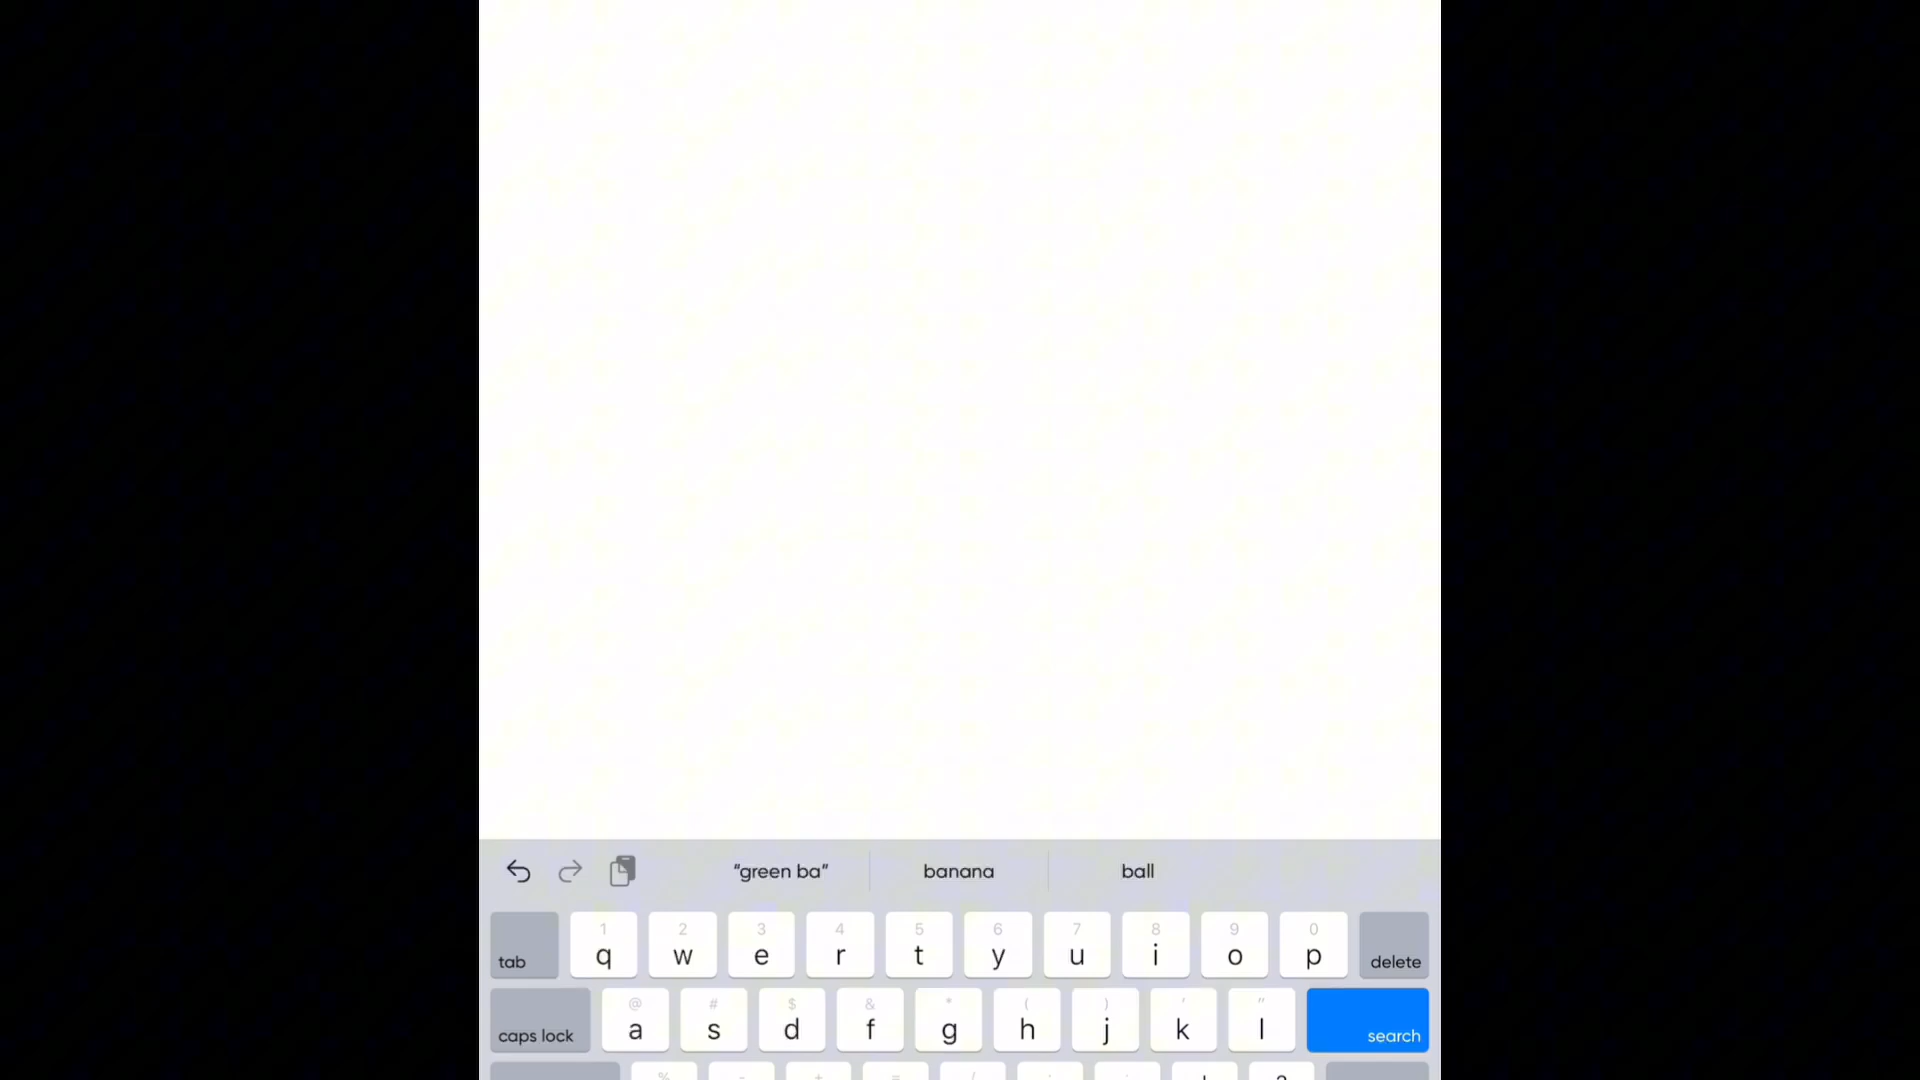 “green ba” banana ball
tab 1 q 2 w 3 e 4 r 5 t 6 y 7 u 8 i 9 o 0 p delete
caps lock @ a # s $ d & f * g ( h ) j ' k " l search
% - + = /